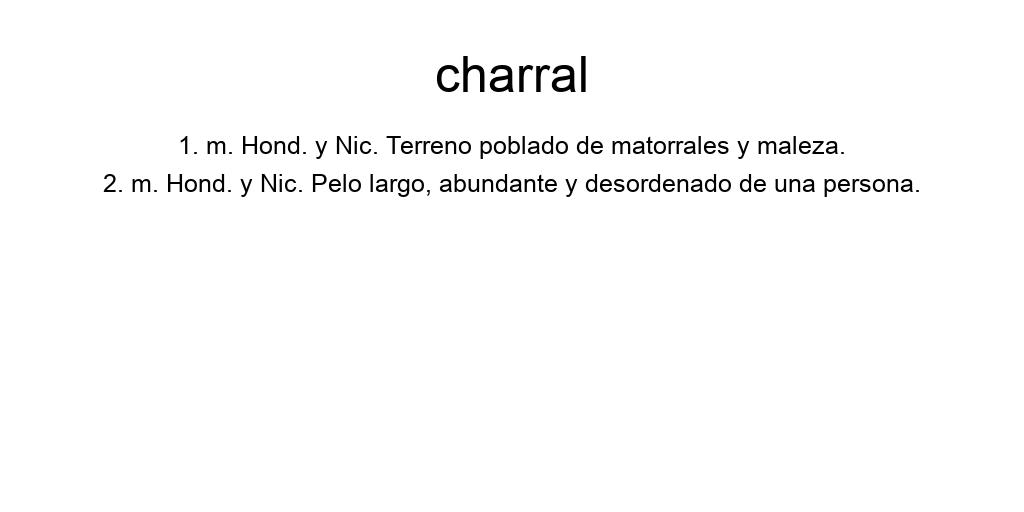 charral
1. m. Hond. y Nic. Terreno poblado de matorrales y maleza.
2. m. Hond. y Nic. Pelo largo, abundante y desordenado de una persona.